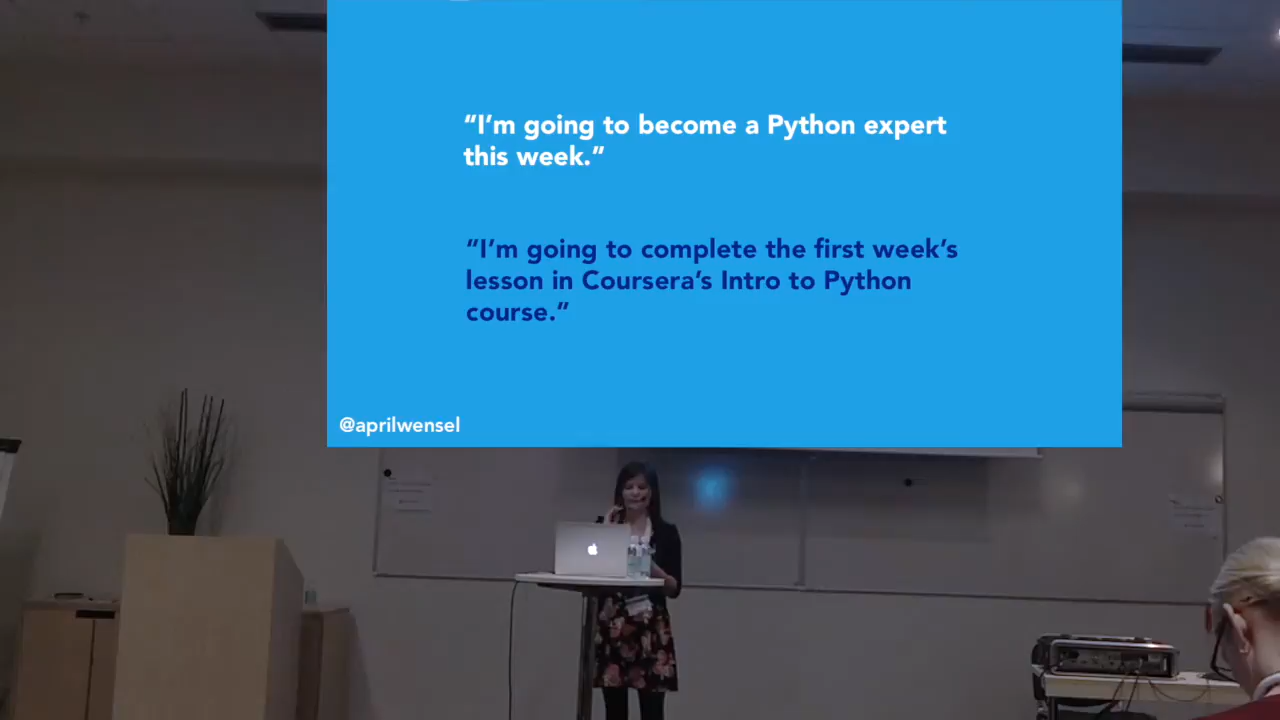 “I’m going to become a Python expert
this week.”
“I’m going to complete the first week’s
lesson in Coursera’s Intro to Python
course.”
@aprilwensel